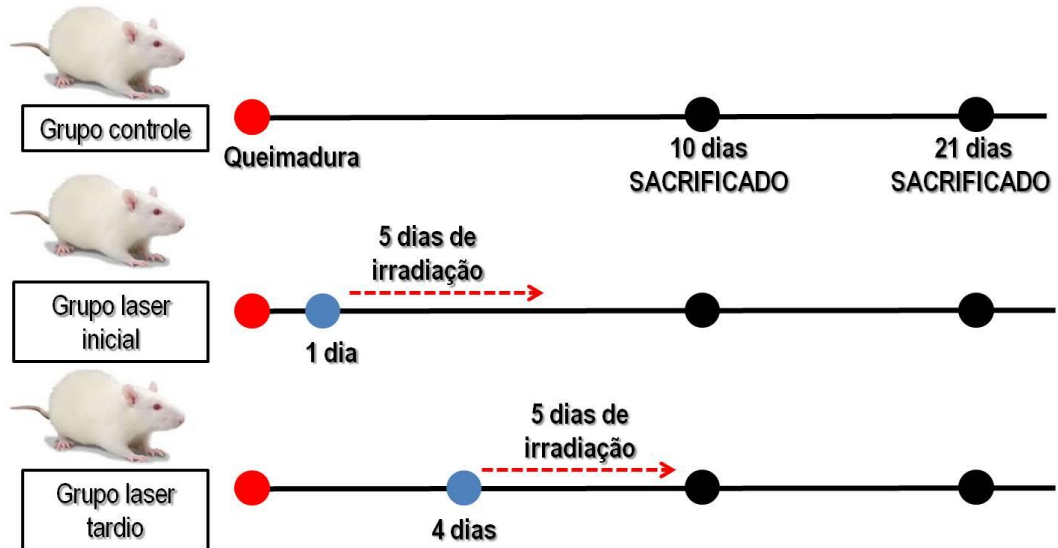 Grupo controle
Queimadura
10 dias
SACRIFICADO
21 dias
SACRIFICADO
Grupo laser
inicial
5 dias de
irradiação
1 dia
Grupo laser
tardio
5 dias de
irradiação
4 dias